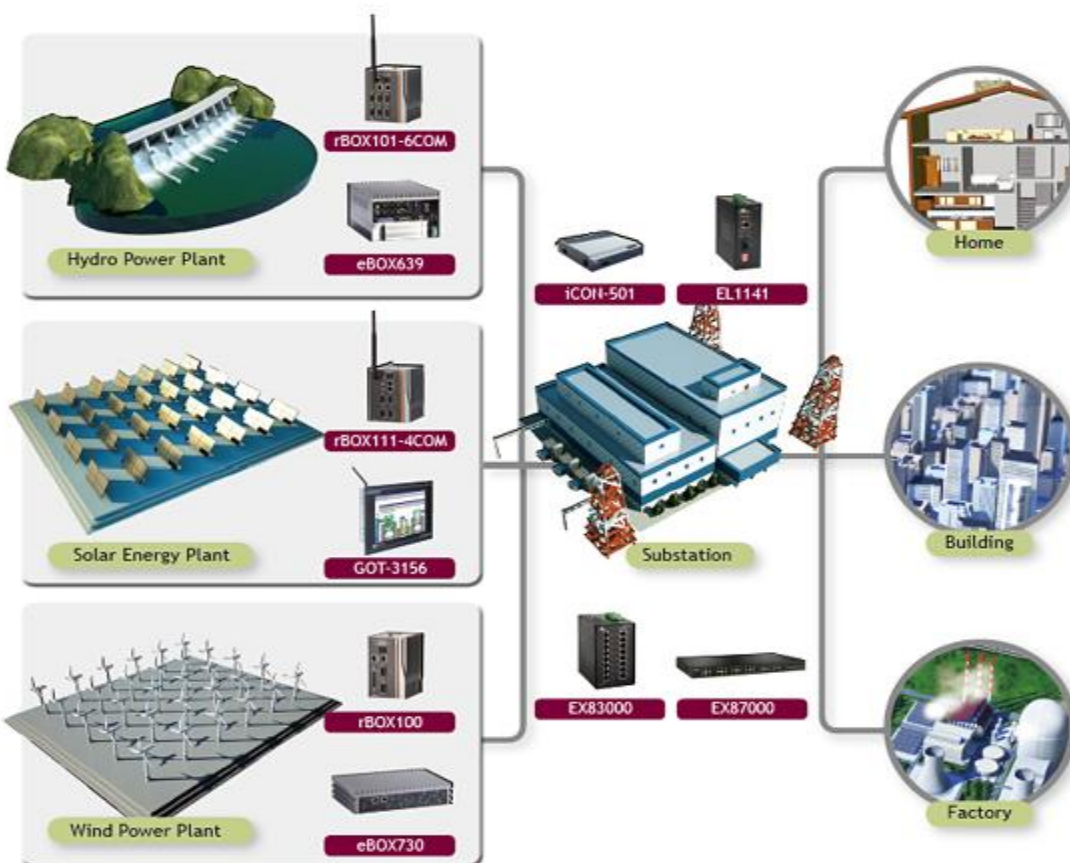 rBOX101-6COM
Hydro Power Plant
eBOX639
iCON-501
EL1141
Home
rBOX111-4COM
Solar Energy Plant
GOT-3156
Substation
Building
rBOX100
EX83000
EX87000
Wind Power Plant
eBOX730
Factory